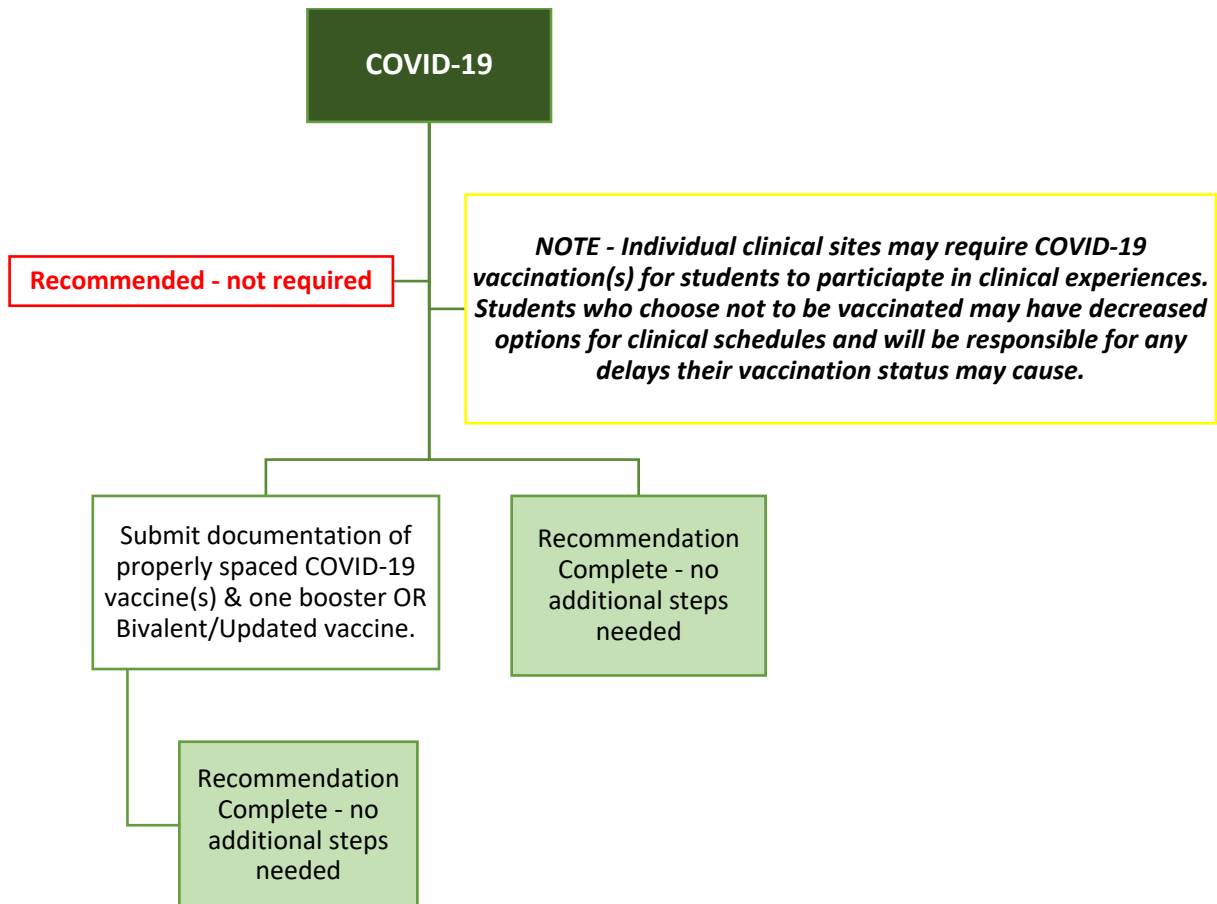 COVID-19
Recommended - not required
NOTE - Individual clinical sites may require COVID-19
vaccination(s) for students to particiapte in clinical experiences.
Students who choose not to be vaccinated may have decreased
options for clinical schedules and will be responsible for any
delays their vaccination status may cause.
Submit documentation of
properly spaced COVID-19
vaccine(s) & one booster OR
Bivalent/Updated vaccine.
Recommendation
Complete - no
additional steps
needed
Recommendation
Complete - no
additional steps
needed